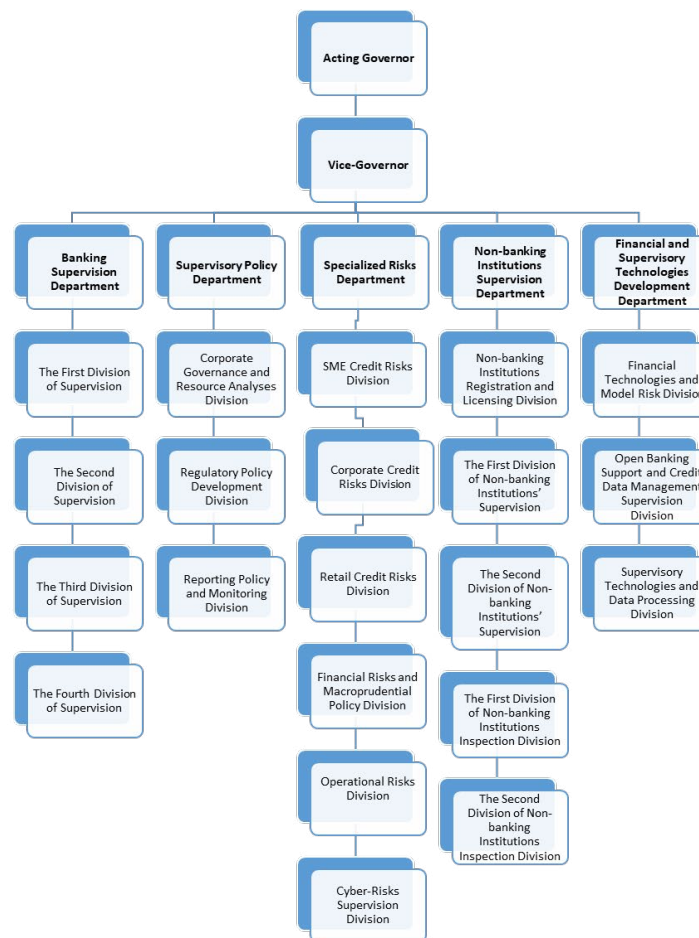 Acting Governor
Vice-Governor
Banking
Supervision
Department
Supervisory Policy
Department
Specialized Risks
Department
Non-banking
Institutions
Supervision
Department
Financial and
Supervisory
Technologies
Development
Department
The First Division
of Supervision
The Second
Division of
Supervision
The Third Division
of Supervision
The Fourth Division
of Supervision
Corporate
Governance and
Resource Analyses
Division
Regulatory Policy
Development
Division
Reporting Policy
and Monitoring
Division
SME Credit Risks
Division
Corporate Credit
Risks Division
Retail Credit Risks
Division
Financial Risks and
Macroprudential
Policy Division
Operational Risks
Division
Cyber-Risks
Supervision
Division
Non-banking
Institutions
Registration and
Licensing Division
The First Division
of Non-banking
Institutions’
Supervision
The Second
Division of Non-
banking
Institutions’
Supervision
The First Division
of Non-banking
Institutions
Inspection Division
The Second
Division of Non-
banking
Institutions
Inspection Division
Financial
Technologies and
Model Risk Division
Open Banking
Support and Credit
Data Management
Supervision
Division
Supervisory
Technologies and
Data Processing
Division